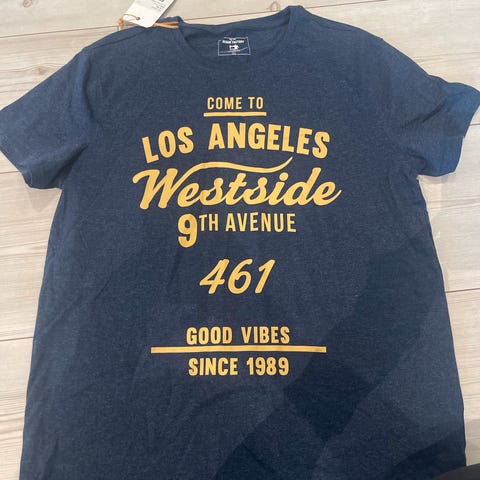 COME TO
LOS ANGELES
Westside
9TH AVENUE
461
GOOD VIBES
SINCE 1989